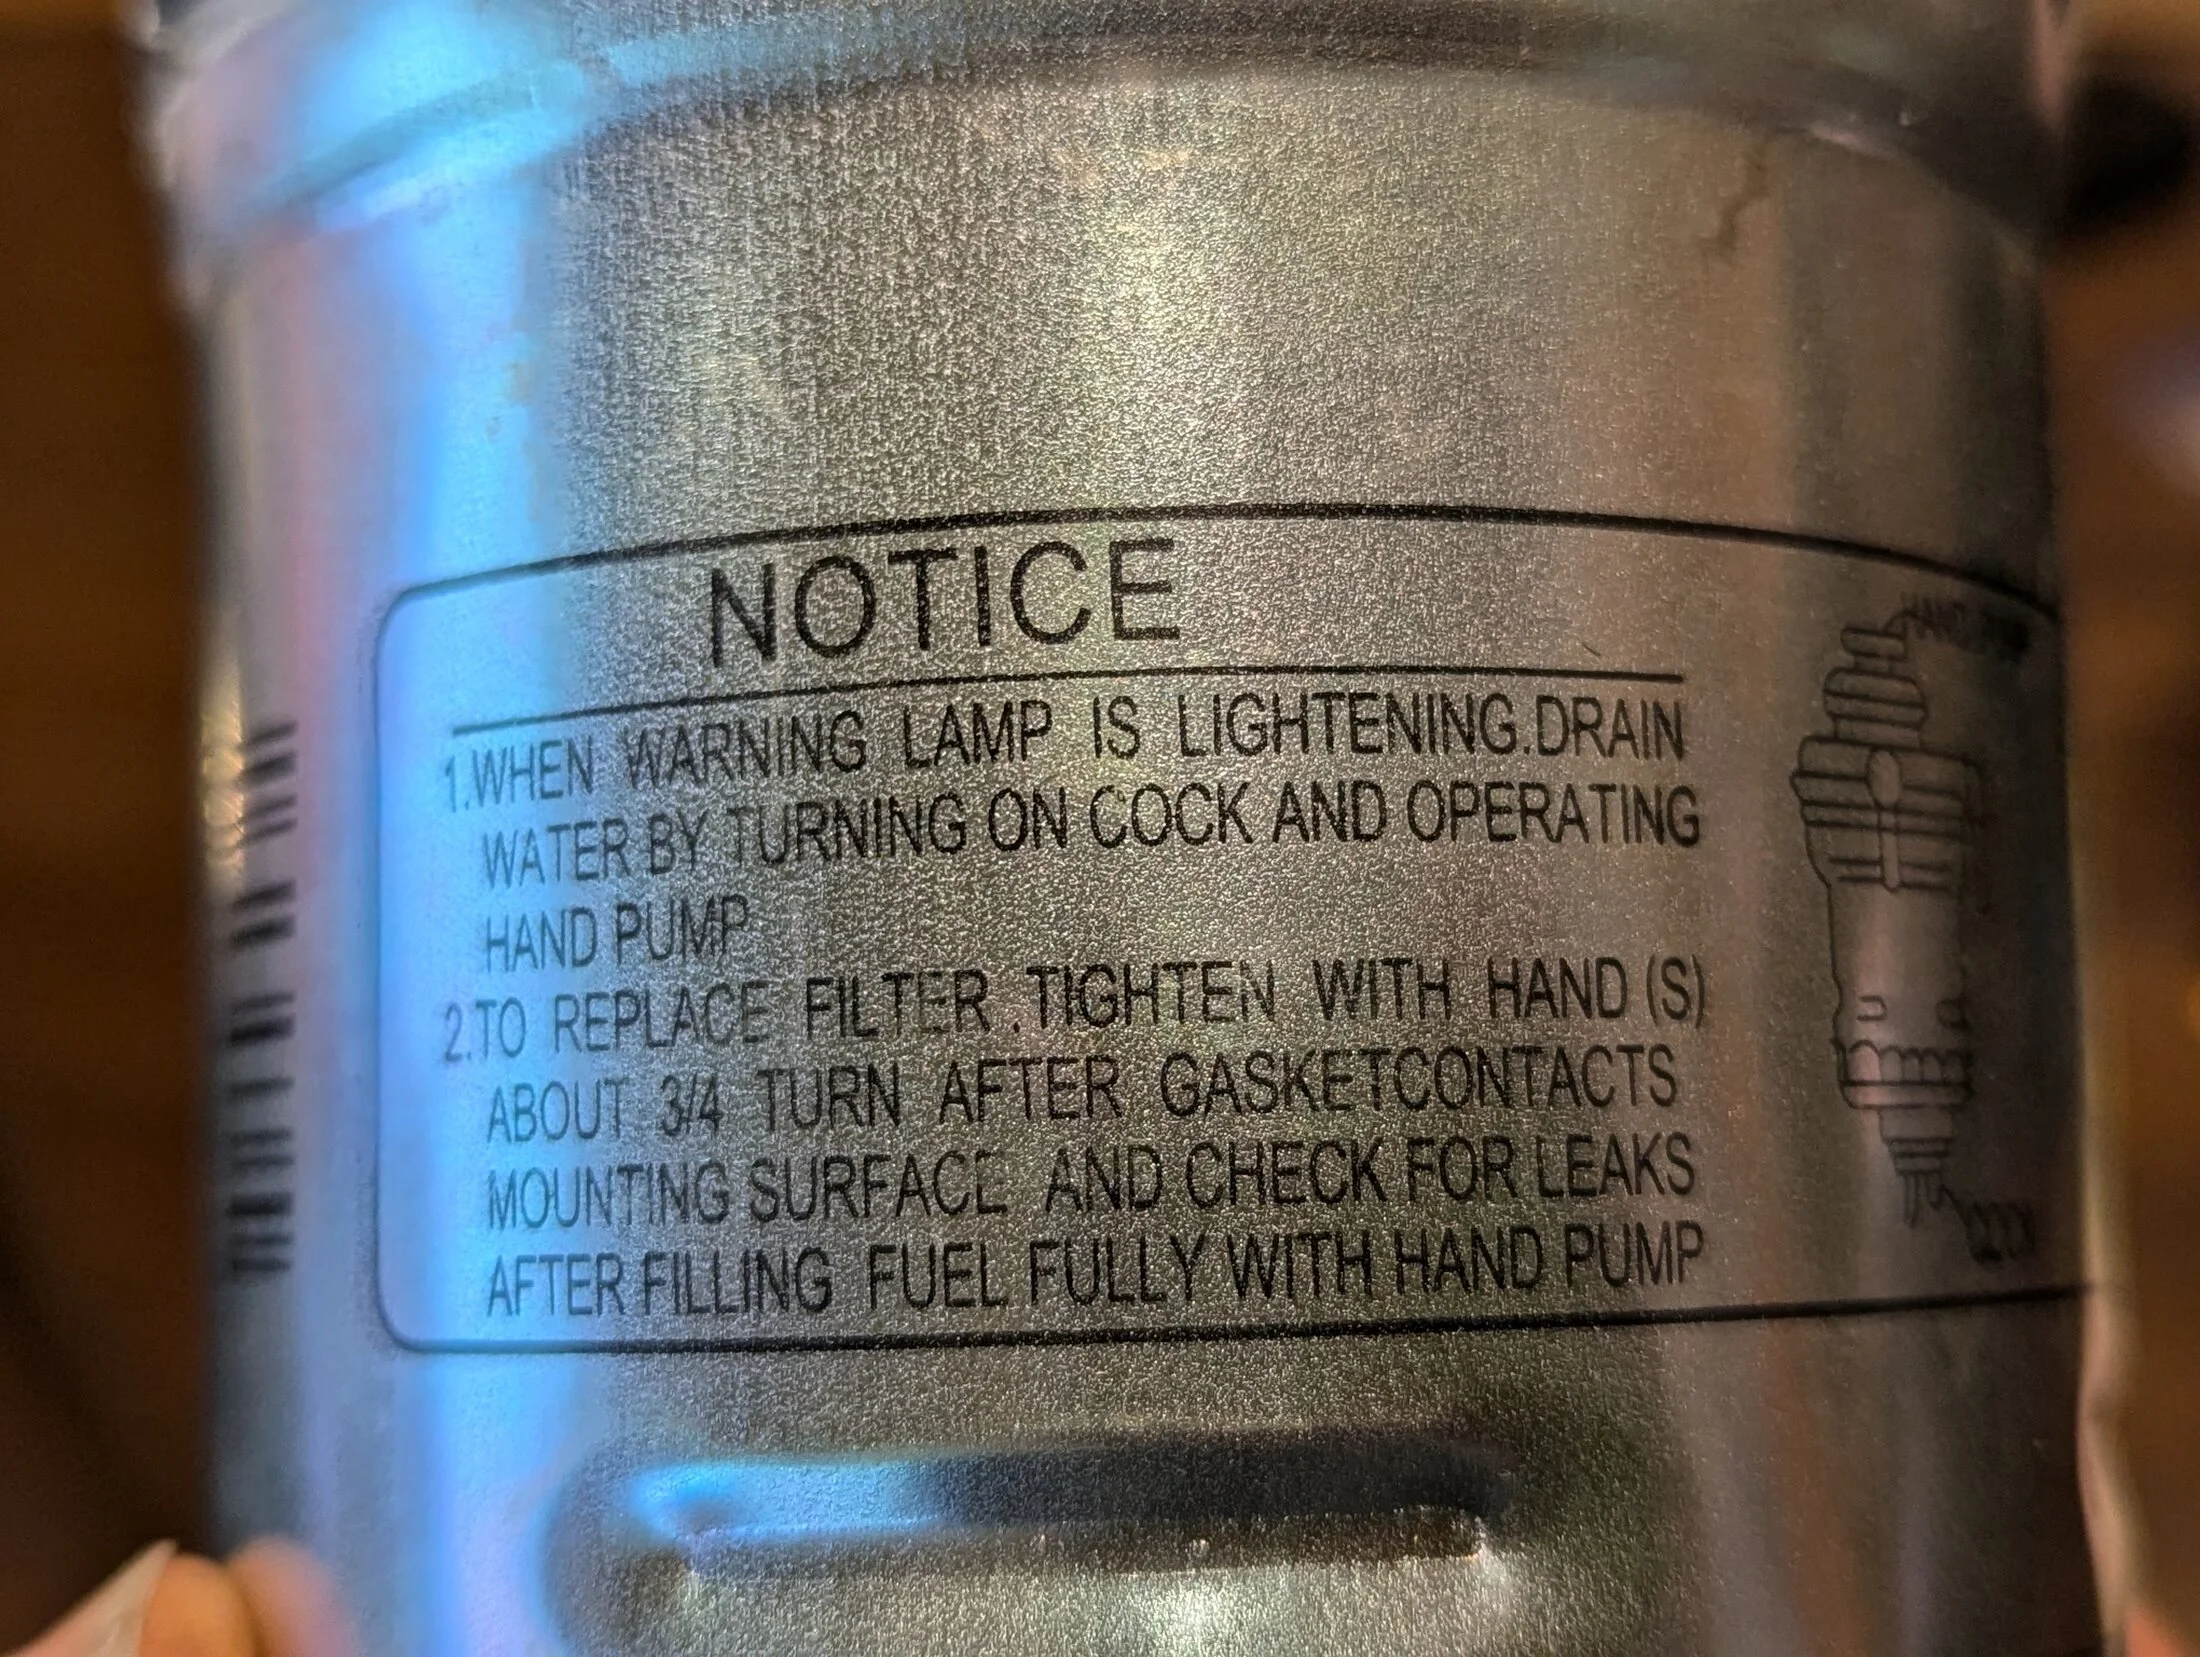 NOTICE
1.WHEN WARNING LAMP IS LIGHTENING.DRAIN
WATER BY TURNING ON COCK AND OPERATING
HAND PUMP
2.TO REPLACE FILTER .TIGHTEN WITH HAND (S)
ABOUT 3/4 TURN AFTER GASKETCONTACTS
MOUNTING SURFACE AND CHECK FOR LEAKS
AFTER FILLING FUEL FULLY WITH HAND PUMP